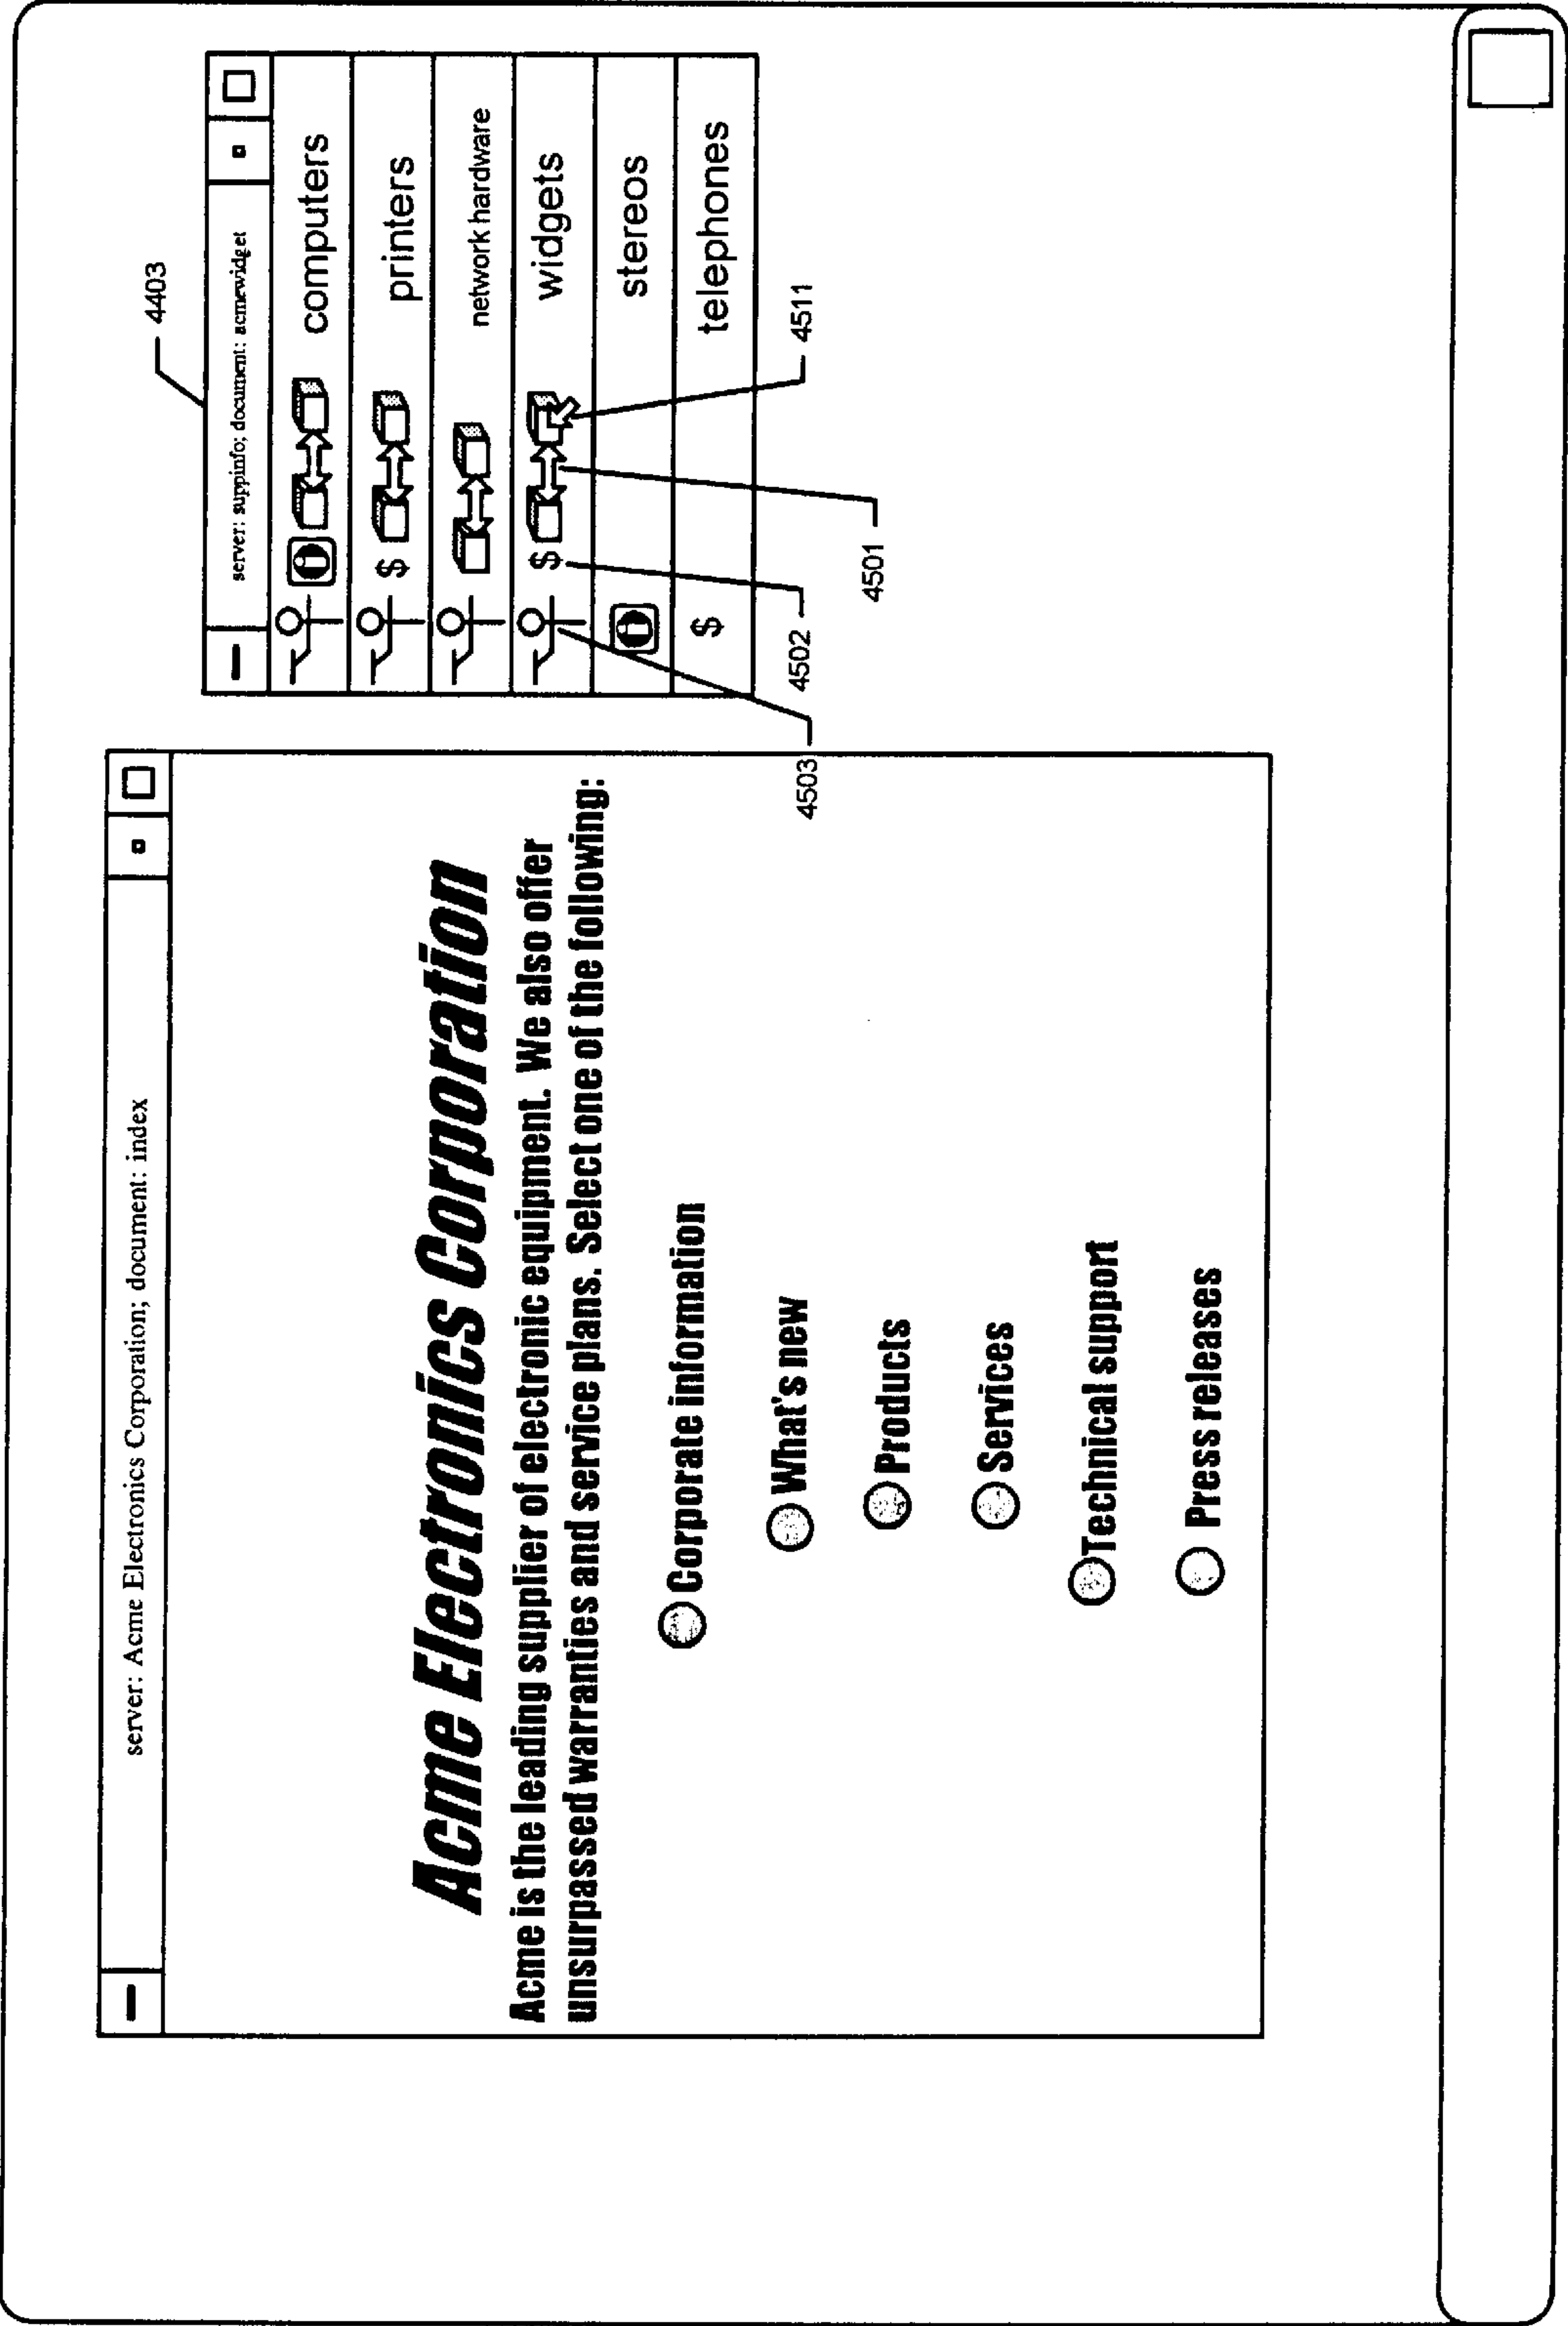 server: Acme Electronics Corporation; document: index
Acme Electronics Corporation
Acme is the leading supplier of electronic equipment. We also offer
unsurpassed warranties and service plans. Select one of the following:
Corporate information
What's new
Products
Services
Technical support
Press releases
4403
server: suppinfo; document: acmewidget
computers
$ printers
network hardware
$ widgets
stereos
$ telephones
4503
4502
4501
4511